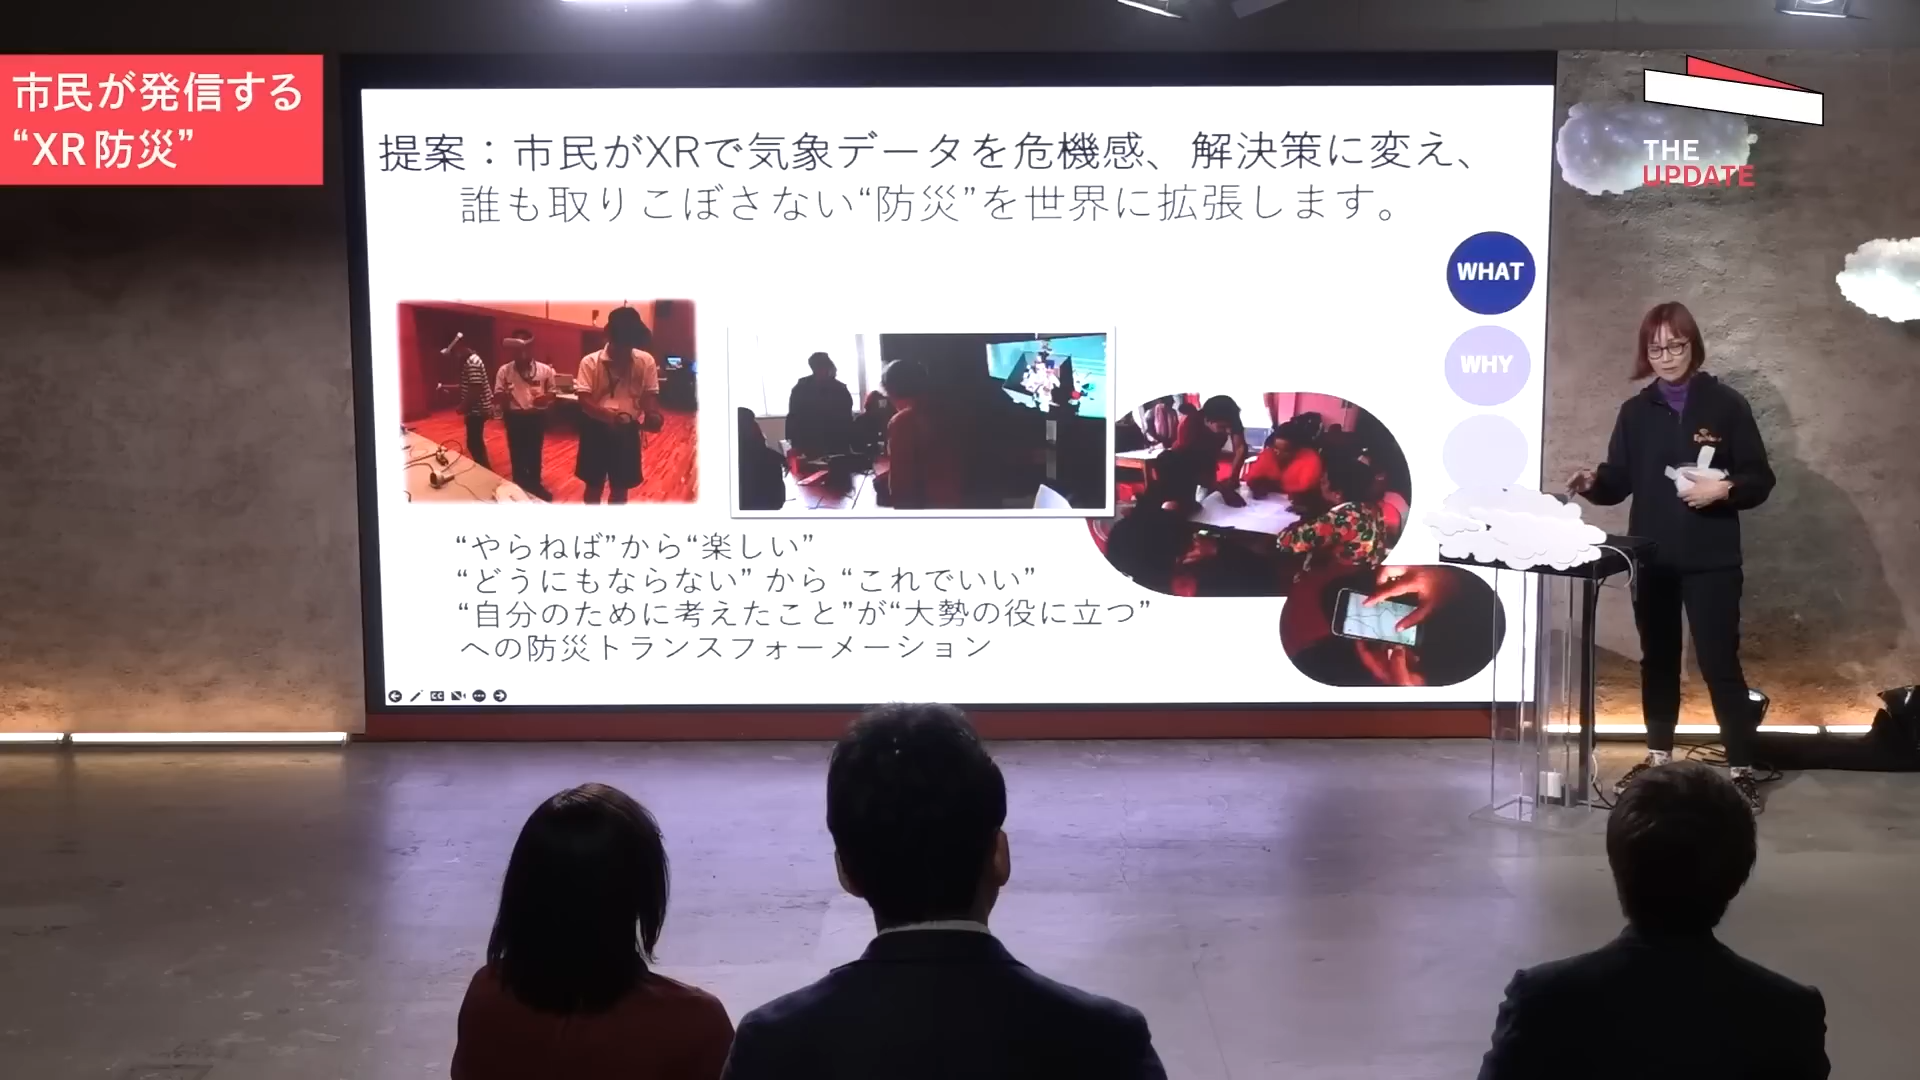 市民が発信する
“XR防災”
提案：市民がXRで気象データを危機感、解決策に変え、
誰も取りこぼさない“防災”を世界に拡張します。
THE
UPDATE
WHAT
WHY
“やらねば”から“楽しい”
“どうにもならない” から “これでいい”
“自分のために考えたこと”が“大勢の役に立つ”
への防災トランスフォーメーション